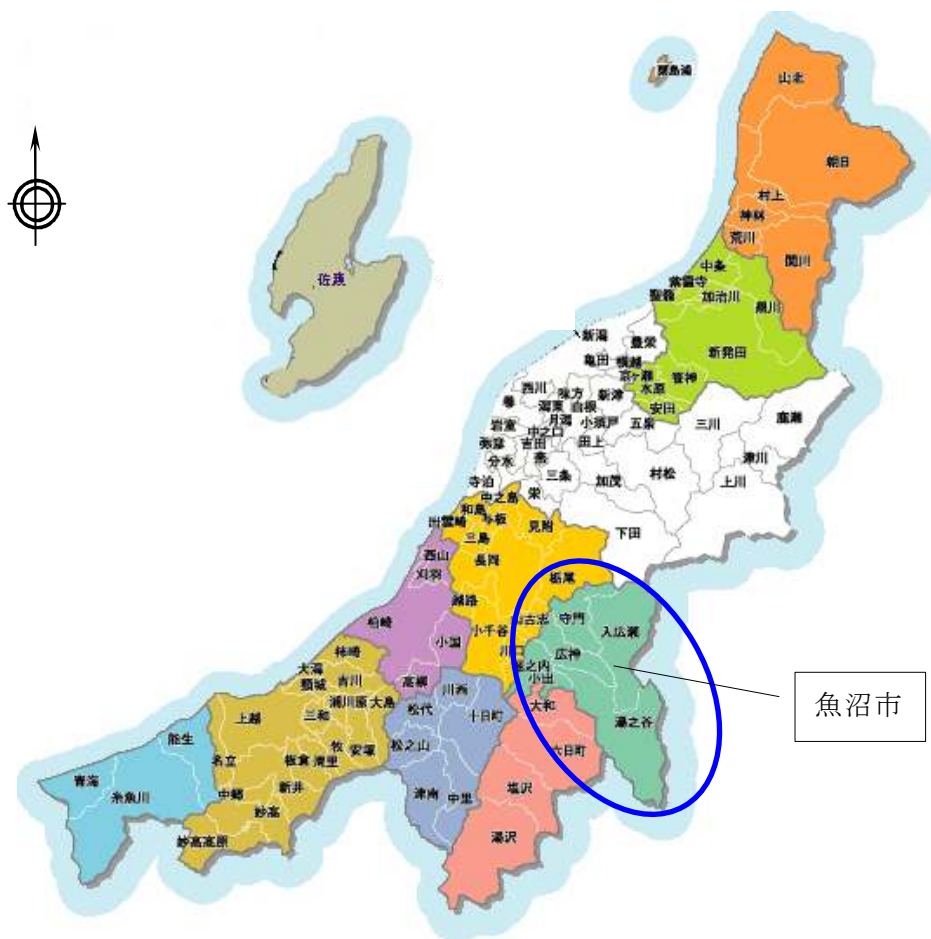 粟島浦
山北
朝日
村上
神林
荒川
関川
佐渡
中条
紫雲寺
聖籠
加治川
黒川
新潟
豊栄
新発田
亀田
横越
京ヶ瀬
笹神
水原
西川
味方
新津
巻
潟東
白根
安田
月潟
小須戸
五泉
三川
鹿瀬
岩室
中之口
弥彦
吉田
田上
燕
分水
津川
村松
三条
加茂
上川
寺泊
栄
中之島
和島
与板
出雲崎
見附
下田
三島
西山
長岡
刈羽
栃尾
越路
山古志
守門
入広瀬
柏崎
小千谷
小国
川口
広神
堀之内
小出
柿崎
大潟
吉川
頸城
高柳
川西
浦川原
大島
松代
大和
湯之谷
魚沼市
上越
三和
十日町
能生
牧
安塚
松之山
六日町
名立
板倉
清里
青海
糸魚川
中郷
新井
津南
中里
塩沢
妙高
妙高高原
湯沢